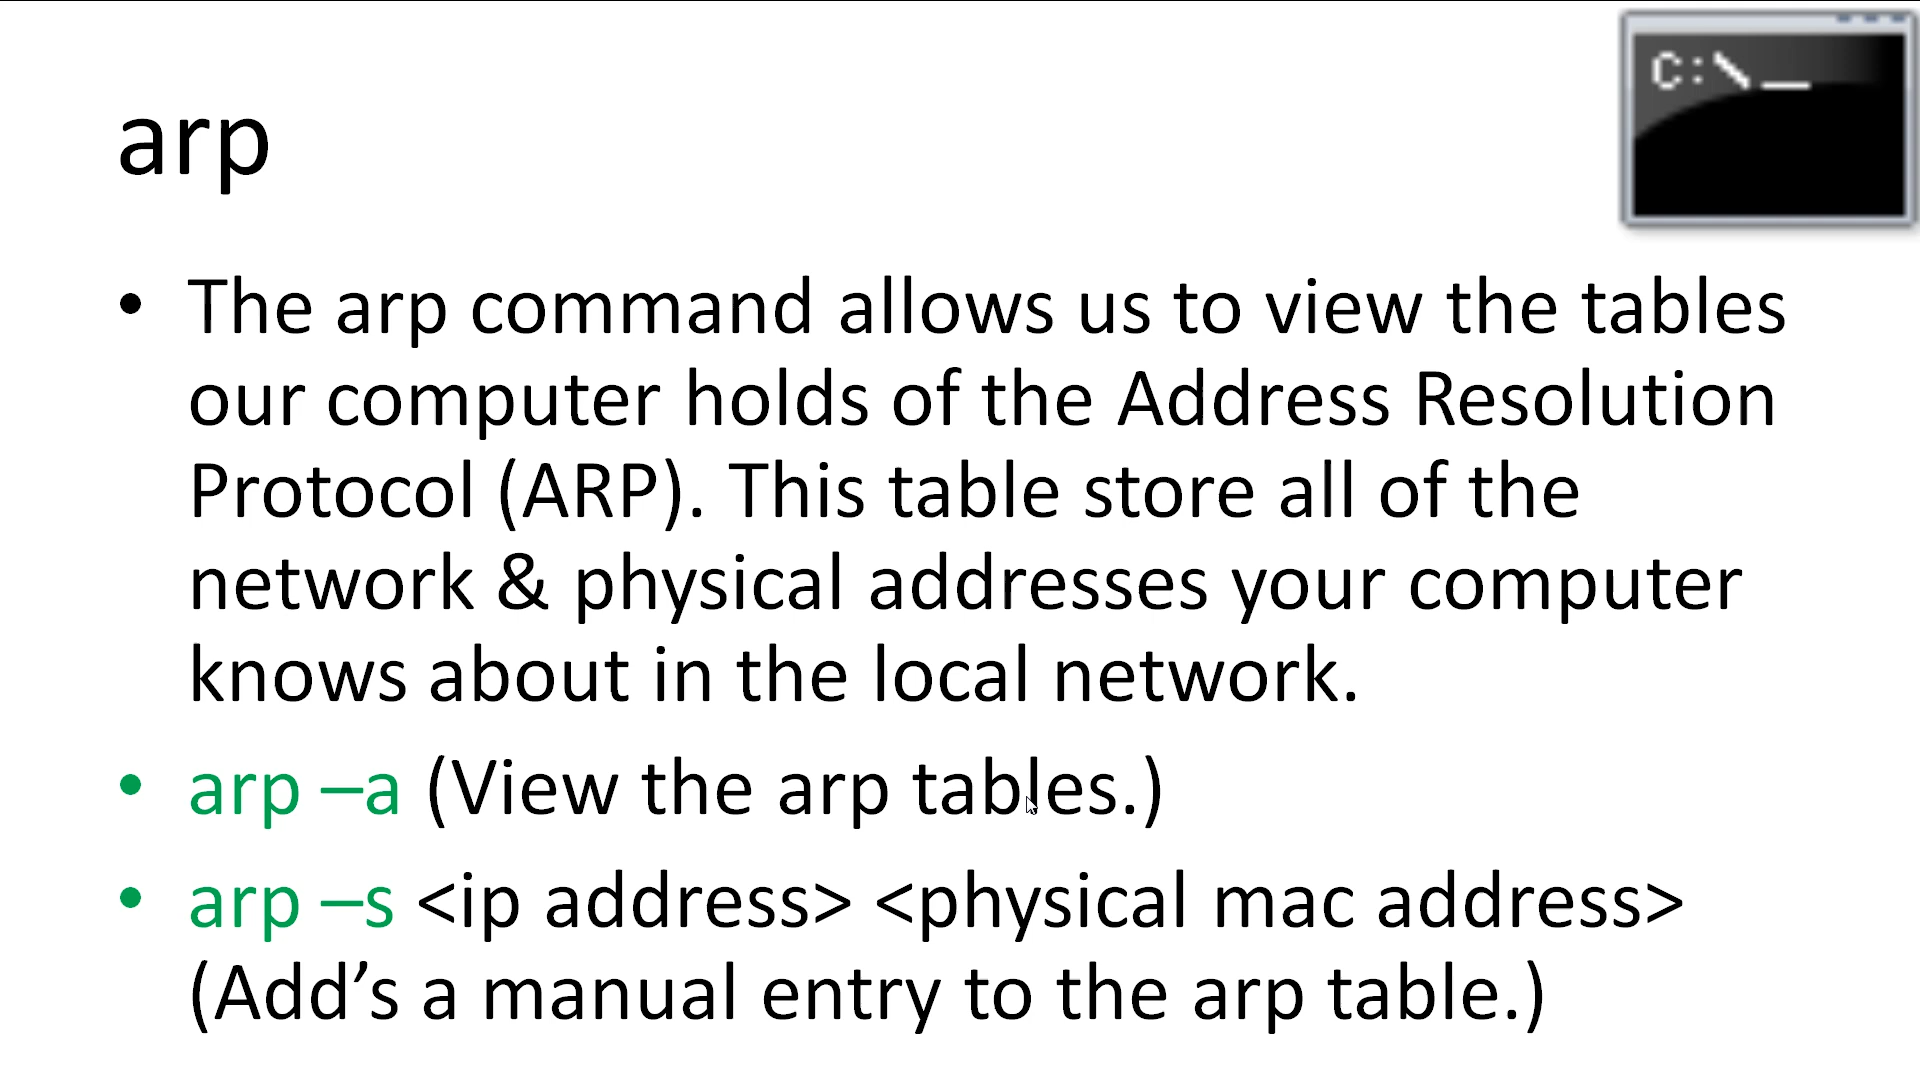 C:\_
arp
• The arp command allows us to view the tables
our computer holds of the Address Resolution
Protocol (ARP). This table store all of the
network & physical addresses your computer
knows about in the local network.
• arp –a (View the arp tables.)
• arp –s <ip address> <physical mac address>
(Add’s a manual entry to the arp table.)